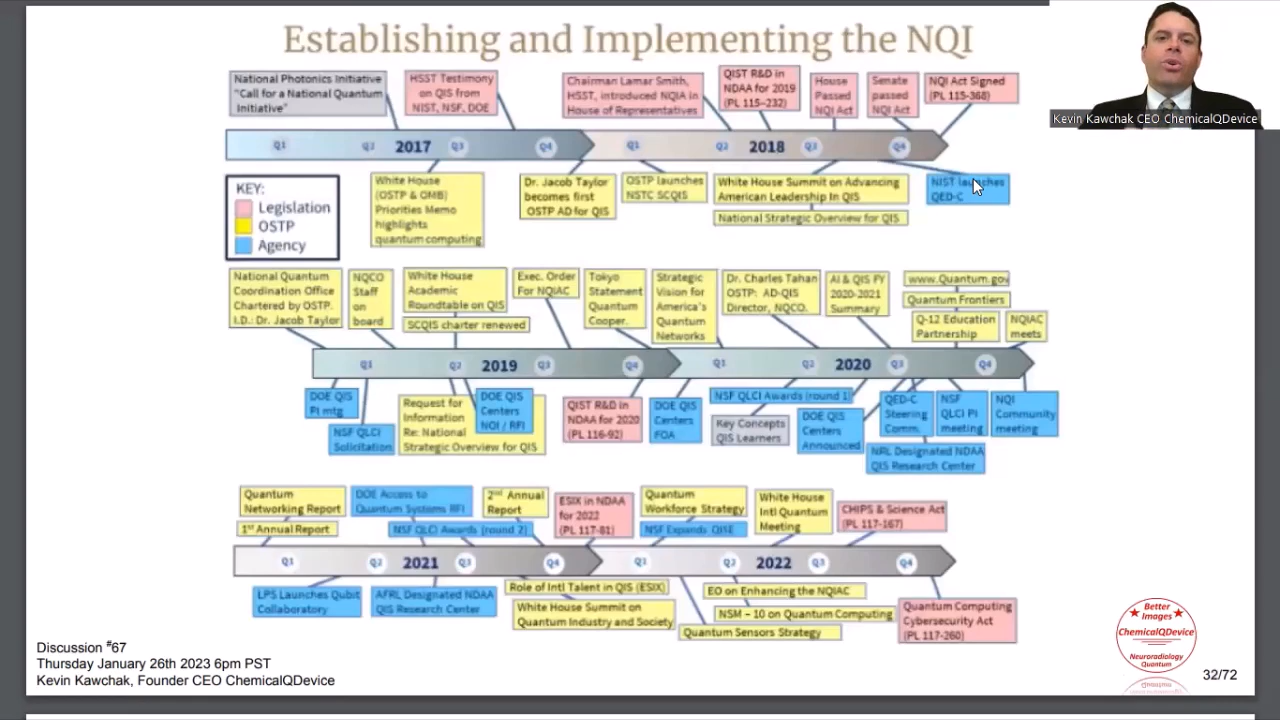 Establishing and Implementing the NQI
National Photonics Initiative
"Call for a National Quantum
Initiative"
HSST Testimony
on QIS from
NIST, NSF, DOE
Chairman Lamar Smith,
HSST, introduced NQIA in
House of Representatives
QIST R&D in
NDAA for 2019
(PL 115–232)
House
Passed
NQI Act
Senate
passed
NQI Act
NQI Act Signed
(PL 115-368)
Kevin Kawchak CEO ChemicalQDevice
Q1
Q2
2017
Q3
Q4
Q1
Q2
2018
Q3
Q4
KEY:
Legislation
OSTP
Agency
White House
(OSTP & OMB)
Priorities Memo
highlights
quantum computing
Dr. Jacob Taylor
becomes first
OSTP AD for QIS
OSTP launches
NSTC SCQIS
White House Summit on Advancing
American Leadership In QIS
National Strategic Overview for QIS
NIST launches
QED-C
National Quantum
Coordination Office
Chartered by OSTP.
I.D.: Dr. Jacob Taylor
NQCO
Staff
on
board
White House
Academic
Roundtable on QIS
SCQIS charter renewed
Exec. Order
For NQIAC
Tokyo
Statement
Quantum
Cooper.
Strategic
Vision for
America's
Quantum
Networks
Dr. Charles Tahan
OSTP: AD-QIS
Director, NQCO.
AI & QIS FY
2020-2021
Summary
www.Quantum.gov
Quantum Frontiers
Q-12 Education
Partnership
NQIAC
meets
Q1
Q2
2019
Q3
Q4
Q1
Q2
2020
Q3
Q4
DOE QIS
PI mtg
NSF QLCI
Solicitation
Request for
Information
Re: National
Strategic Overview for QIS
DOE QIS
Centers
NOI / RFI
QIST R&D in
NDAA for 2020
(PL 116-92)
DOE QIS
Centers
FOA
NSF QLCI Awards (round 1)
Key Concepts
QIS Learners
DOE QIS
Centers
Announced
QED-C
Steering
Comm.
NSF
QLCI PI
meeting
NQI
Community
meeting
NRL Designated NDAA
QIS Research Center
Quantum
Networking Report
1st Annual Report
DOE Access to
Quantum Systems RFI
NSF QLCI Awards (round 2)
2nd Annual
Report
ESIX in NDAA
for 2022
(PL 117-81)
Quantum
Workforce Strategy
NSF Expands QISE
White House
Intl Quantum
Meeting
CHIPS & Science Act
(PL 117-167)
Q1
Q2
2021
Q3
Q4
Q1
Q2
2022
Q3
Q4
LPS Launches Qubit
Collaboratory
AFRL Designated NDAA
QIS Research Center
Role of Intl Talent in QIS (ESIX)
White House Summit on
Quantum Industry and Society
EO on Enhancing the NQIAC
NSM – 10 on Quantum Computing
Quantum Sensors Strategy
Quantum Computing
Cybersecurity Act
(PL 117-260)
Discussion #67
Thursday January 26th 2023 6pm PST
Kevin Kawchak, Founder CEO ChemicalQDevice
Better
Images
ChemicalQDevice
Neuroradiology
Quantum
32/72